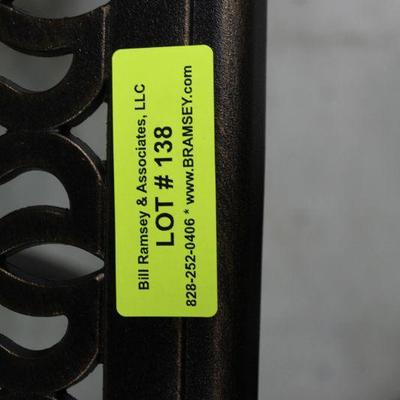 Bill Ramsey & Associates, LLC
LOT # 138
828-252-0406 * www.BRAMSEY.com